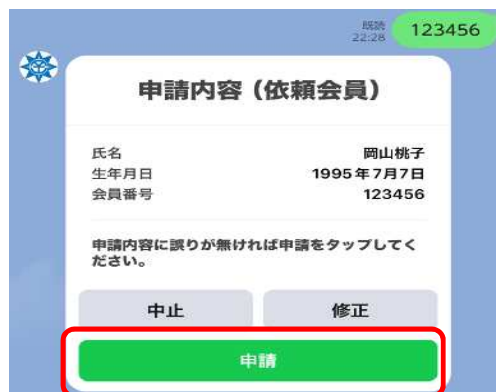 既読
22:28
123456
申請内容（依頼会員）
氏名 岡山桃子
生年月日 1995年7月7日
会員番号 123456
申請内容に誤りが無ければ申請をタップしてく
ださい。
中止 修正
申請